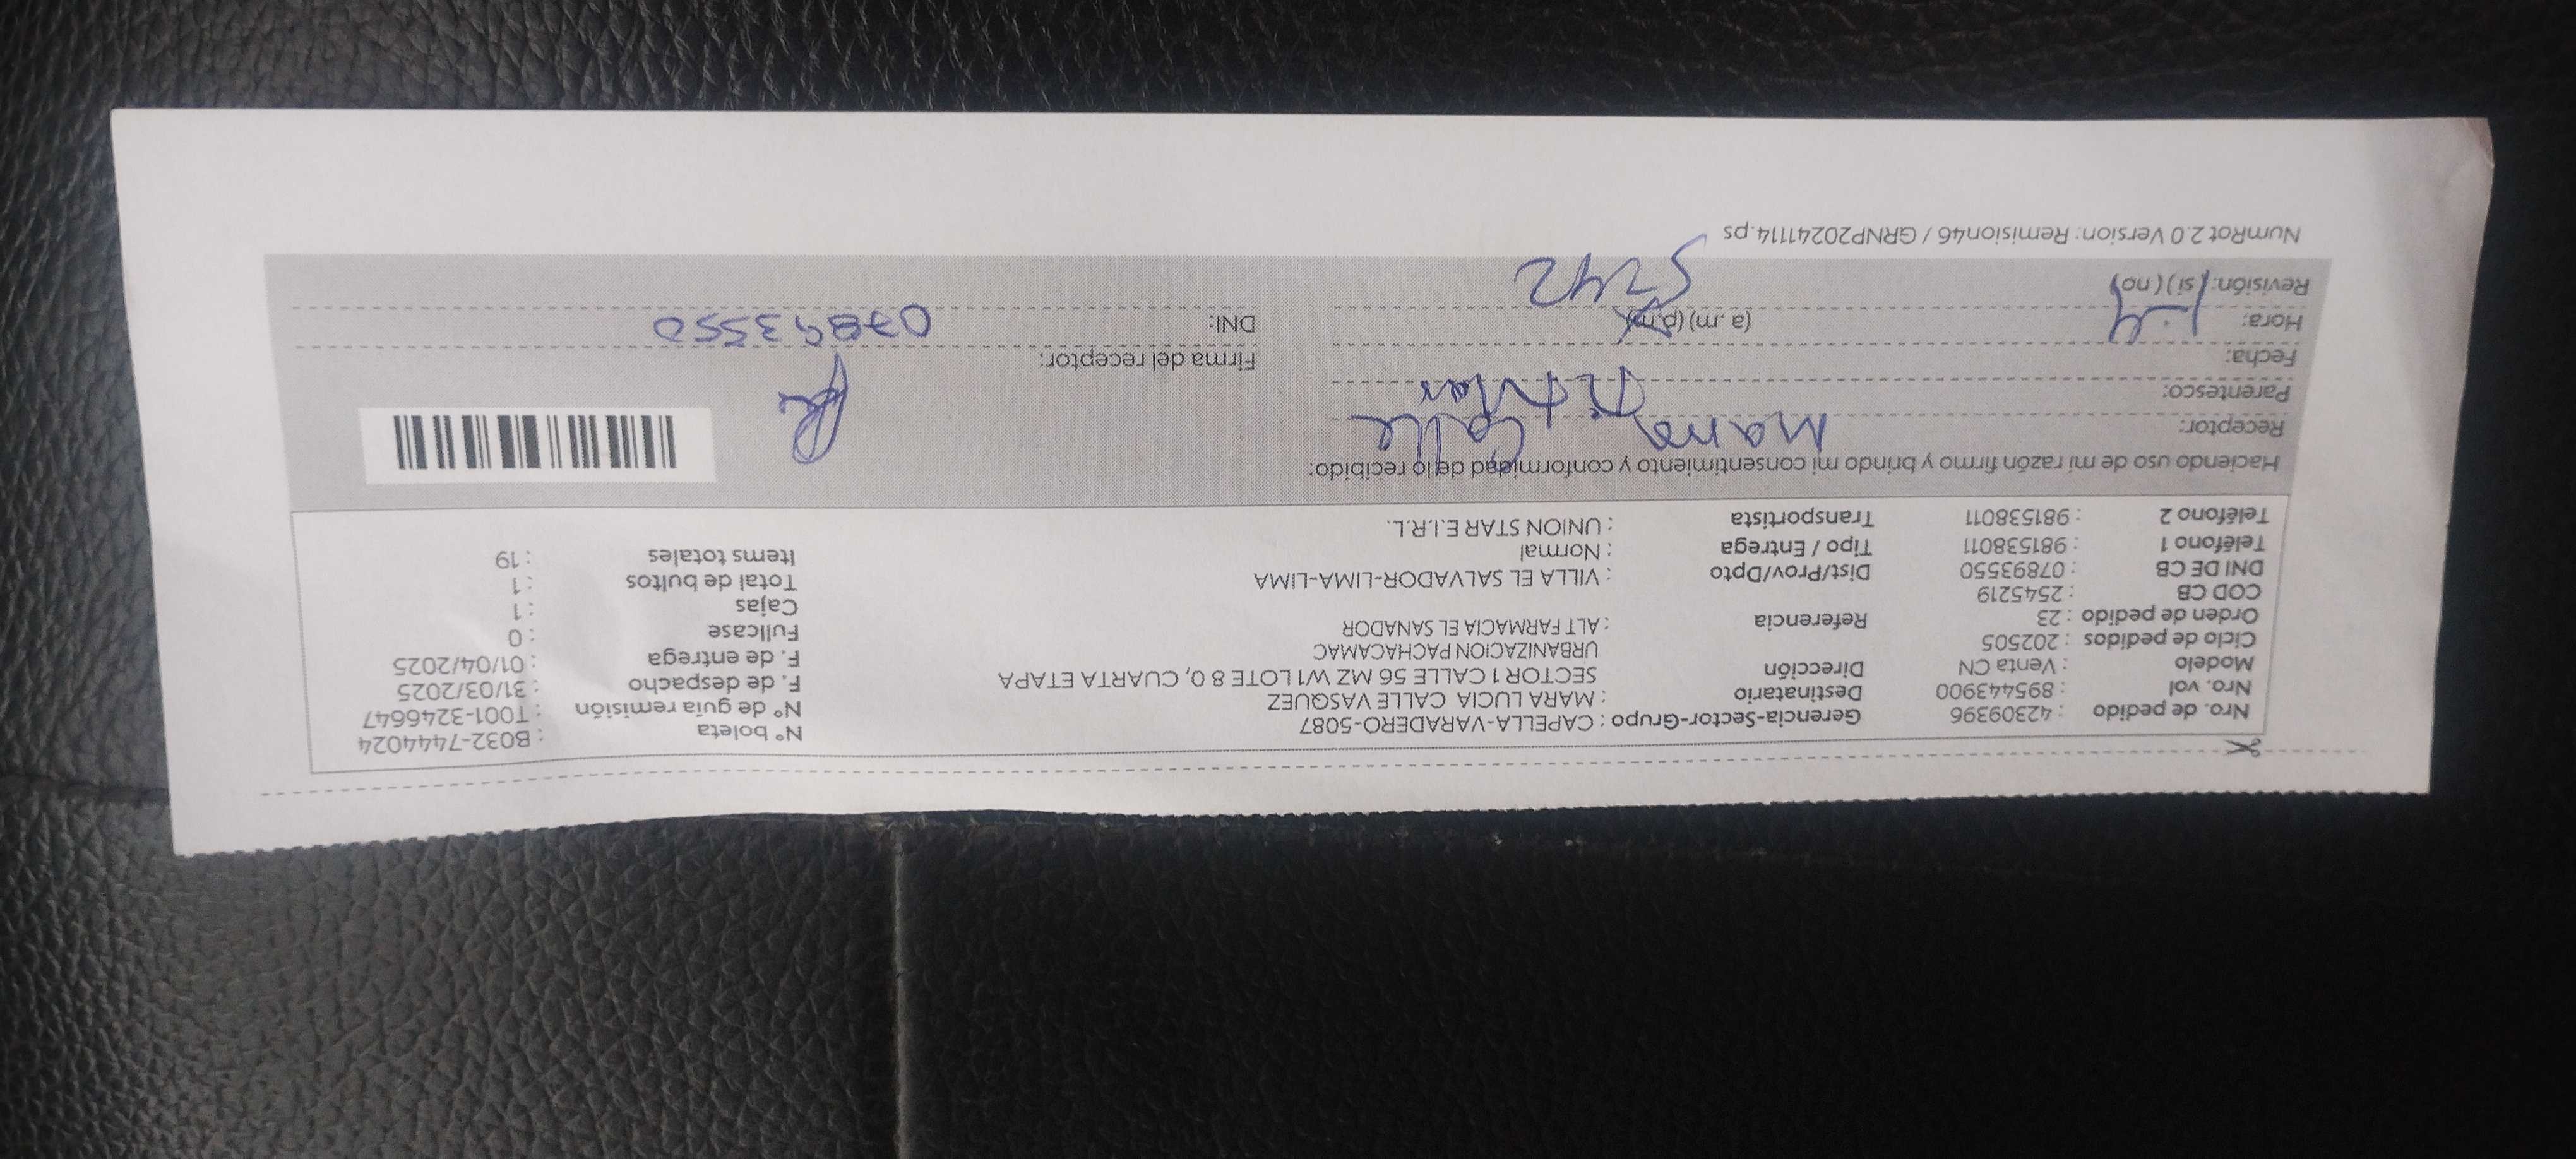 Nro. de pedido : 42309396 Gerencia-Sector-Grupo : CAPELLA-VARADERO-5087 N° boleta : B032-7444024
Nro. vol : 895443900 Destinatario : MARA LUCIA CALLE VASQUEZ N° de guía remisión : T001-3246647
Modelo : Venta CN Dirección SECTOR 1 CALLE 56 MZ W1 LOTE 8 0, CUARTA ETAPA F. de despacho : 31/03/2025
Ciclo de pedidos : 202505 URBANIZACION PACHACAMAC F. de entrega : 01/04/2025
Orden de pedido : 23 Referencia : ALT FARMACIA EL SANADOR Fullcase : 0
COD CB : 2545219 Cajas : 1
DNI DE CB : 07893550 Dist/Prov/Dpto : VILLA EL SALVADOR-LIMA-LIMA Total de bultos : 1
Teléfono 1 : 981538011 Tipo / Entrega : Normal Items totales : 19
Teléfono 2 : 981538011 Transportista : UNION STAR E.I.R.L.
Haciendo uso de mi razón firmo y brindo mi consentimiento y conformidad de lo recibido:
Receptor: Mara Calle
Parentesco: Titular
Fecha: Firma del receptor:
Hora: 1-4 (a.m) (p.m) DNI: 07893550
Revisión: (si) (no) 5242
NumRot 2.0 Version: Remision46 / GRNP20241114.ps